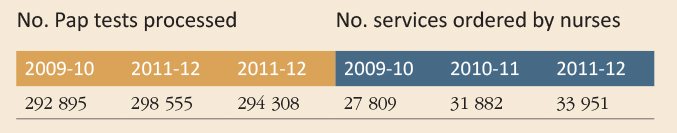 No. Pap tests processed No. services ordered by nurses
2009-10 2011-12 2011-12 2009-10 2010-11 2011-12
292 895 298 555 294 308 27 809 31 882 33 951